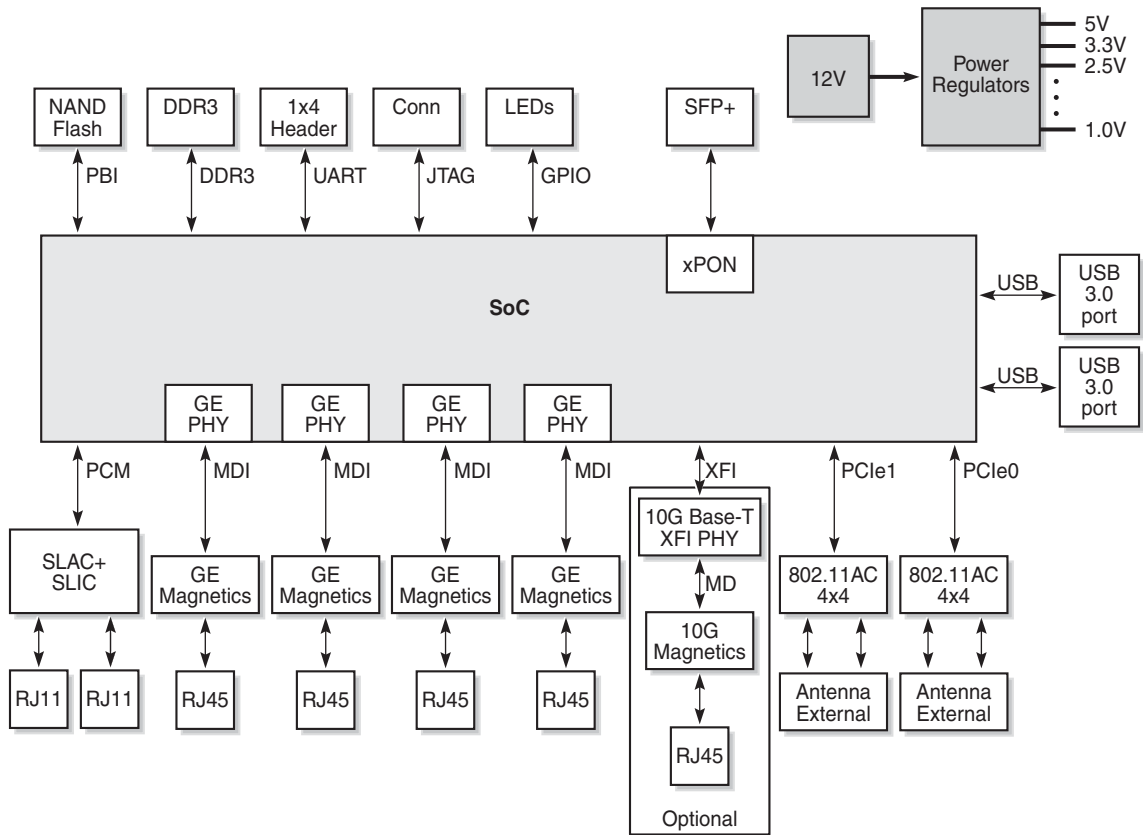 12V
Power
Regulators
5V
3.3V
2.5V
1.0V
NAND
Flash
DDR3
1x4
Header
Conn
LEDs
SFP+
PBI
DDR3
UART
JTAG
GPIO
xPON
SoC
USB
USB
3.0
port
USB
USB
3.0
port
GE
PHY
GE
PHY
GE
PHY
GE
PHY
PCM
MDI
MDI
MDI
MDI
XFI
PCIe1
PCIe0
SLAC+
SLIC
GE
Magnetics
GE
Magnetics
GE
Magnetics
GE
Magnetics
10G Base-T
XFI PHY
MD
10G
Magnetics
802.11AC
4x4
802.11AC
4x4
RJ11
RJ11
RJ45
RJ45
RJ45
RJ45
RJ45
Antenna
External
Antenna
External
Optional